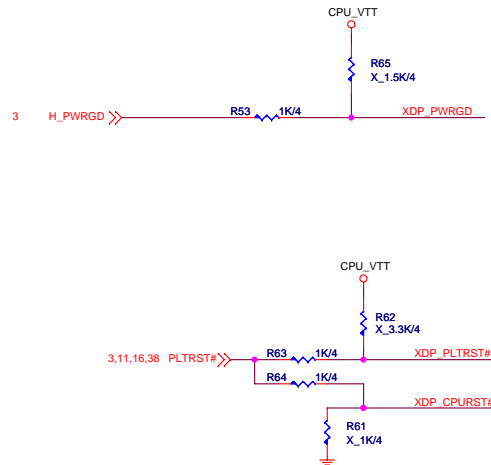 CPU_VTT
R65
X_1.5K/4
R53 1K/4
3 H_PWRGD XDP_PWRGD
CPU_VTT
R62
X_3.3K/4
R63 1K/4
3,11,16,38 PLTRST# XDP_PLTRST#
R64 1K/4
XDP_CPURST#
R61
X_1K/4